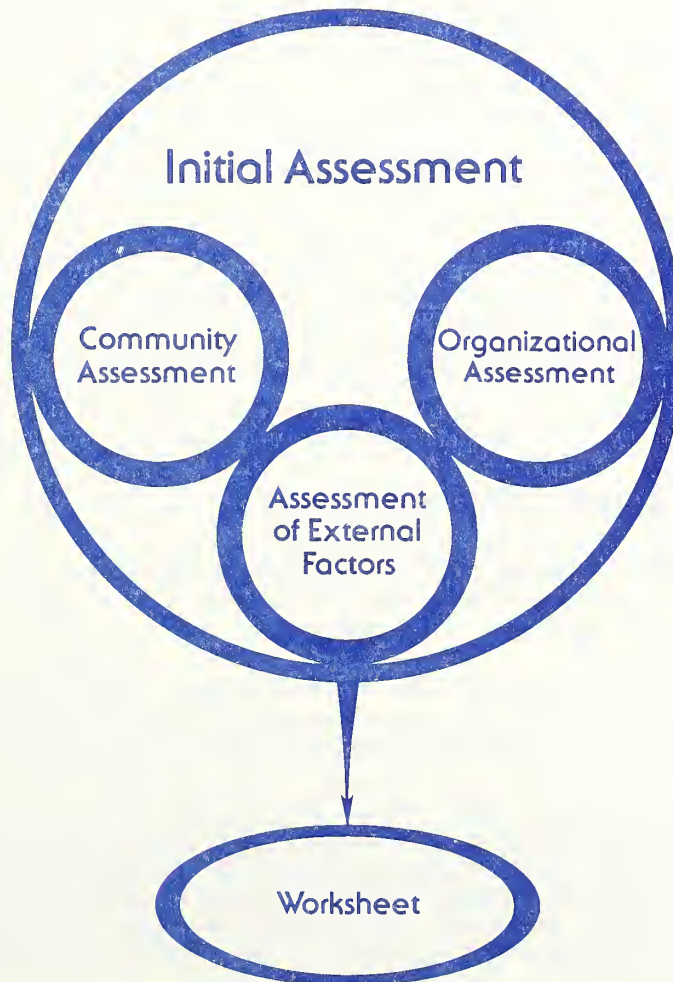 Initial Assessment
Community
Assessment
Organizational
Assessment
Assessment
of External
Factors
Worksheet